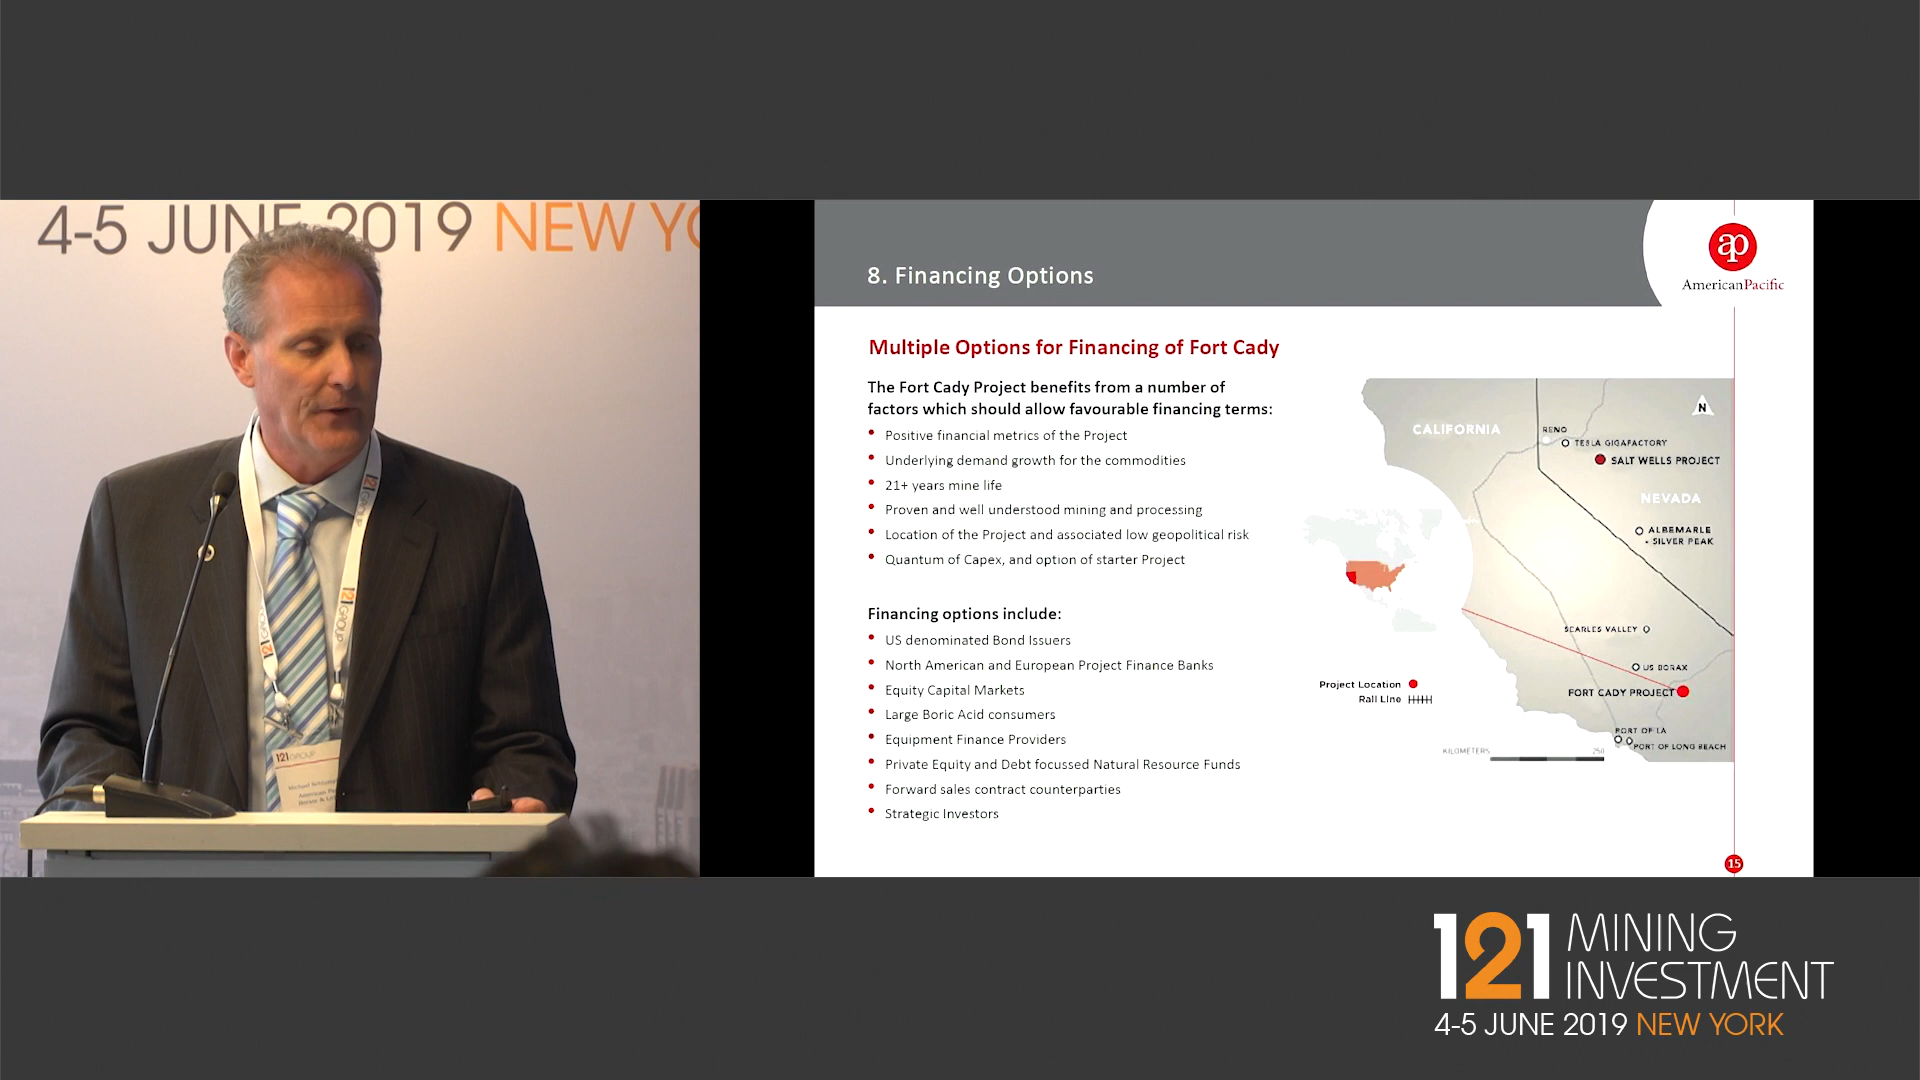 4-5 JUNE 2019 NEW YO
121GROUP
121GROUP
121GROUP
Michael
American
8. Financing Options
ap
AmericanPacific
Multiple Options for Financing of Fort Cady
The Fort Cady Project benefits from a number of
factors which should allow favourable financing terms:
• Positive financial metrics of the Project
• Underlying demand growth for the commodities
• 21+ years mine life
• Proven and well understood mining and processing
• Location of the Project and associated low geopolitical risk
• Quantum of Capex, and option of starter Project
Financing options include:
• US denominated Bond Issuers
• North American and European Project Finance Banks
• Equity Capital Markets
• Large Boric Acid consumers
• Equipment Finance Providers
• Private Equity and Debt focussed Natural Resource Funds
• Forward sales contract counterparties
• Strategic Investors
N
CALIFORNIA
RENO
TESLA GIGAFACTORY
SALT WELLS PROJECT
NEVADA
ALBEMARLE
- SILVER PEAK
SEARLES VALLEY
US BORAX
FORT CADY PROJECT
Project Location
Rail Line
PORT OF LA
PORT OF LONG BEACH
KILOMETERS
250
15
121 MINING
INVESTMENT
4-5 JUNE 2019 NEW YORK